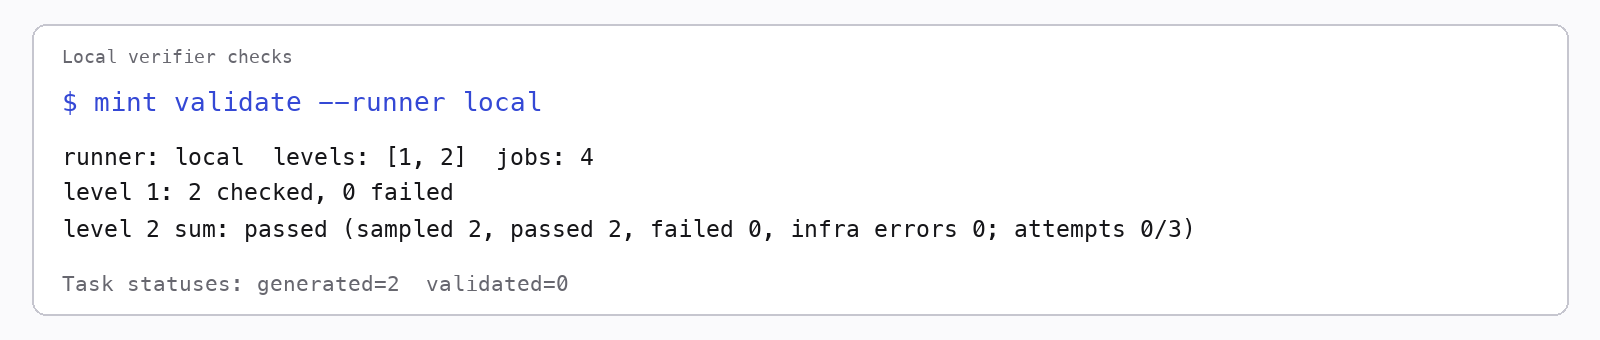 Local verifier checks
$ mint validate --runner local
runner: local  levels: [1, 2]  jobs: 4
level 1: 2 checked, 0 failed
level 2 sum: passed (sampled 2, passed 2, failed 0, infra errors 0; attempts 0/3)
Task statuses: generated=2  validated=0